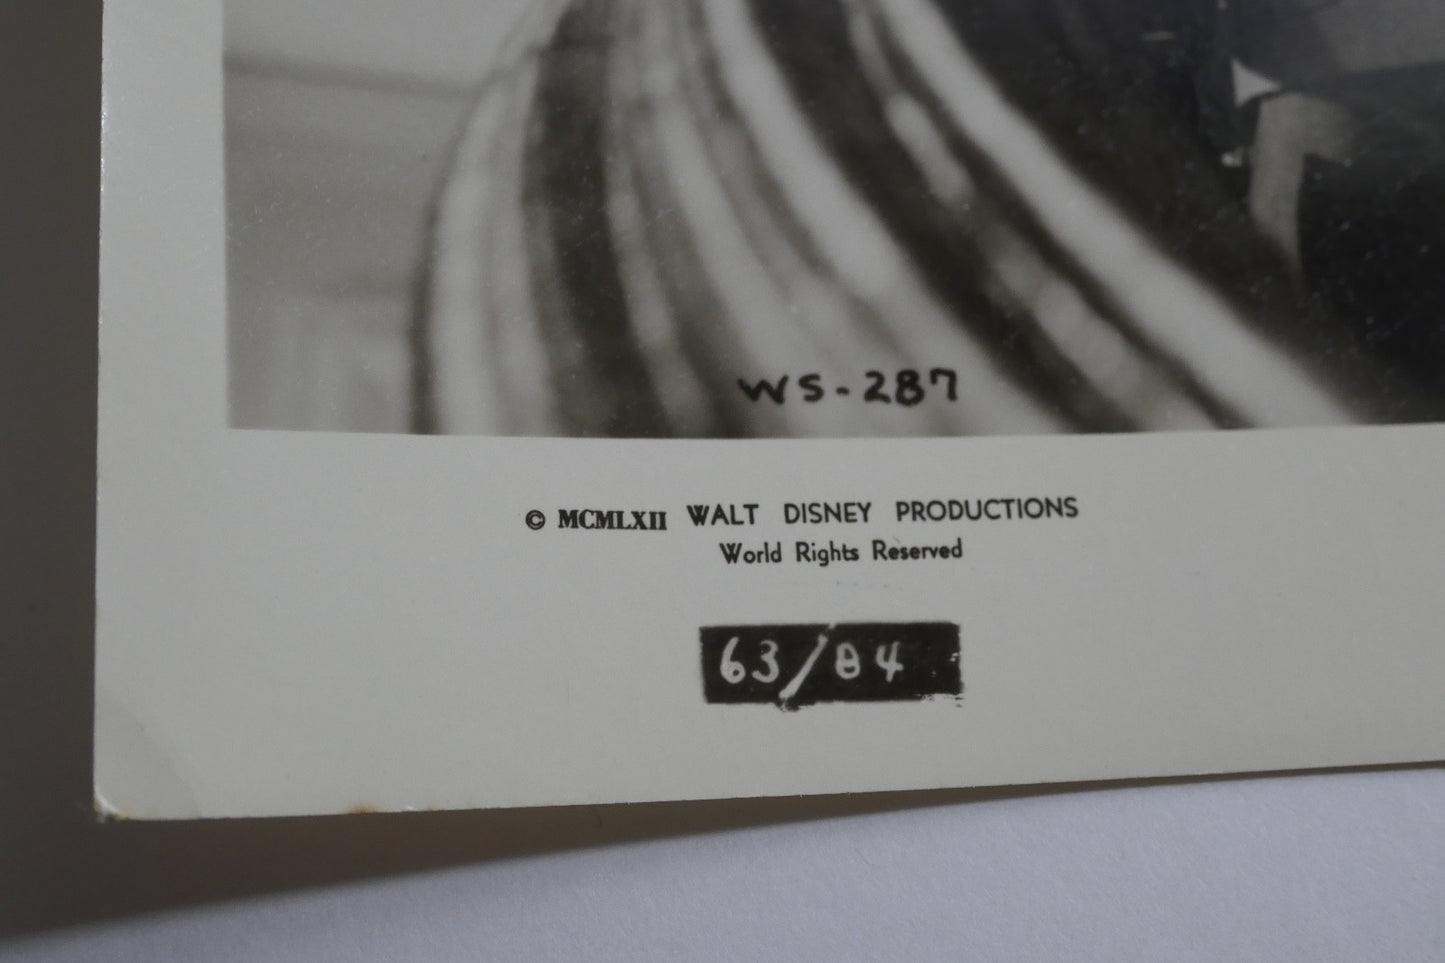 WS-287
© MCMLXII WALT DISNEY PRODUCTIONS
World Rights Reserved
63/84